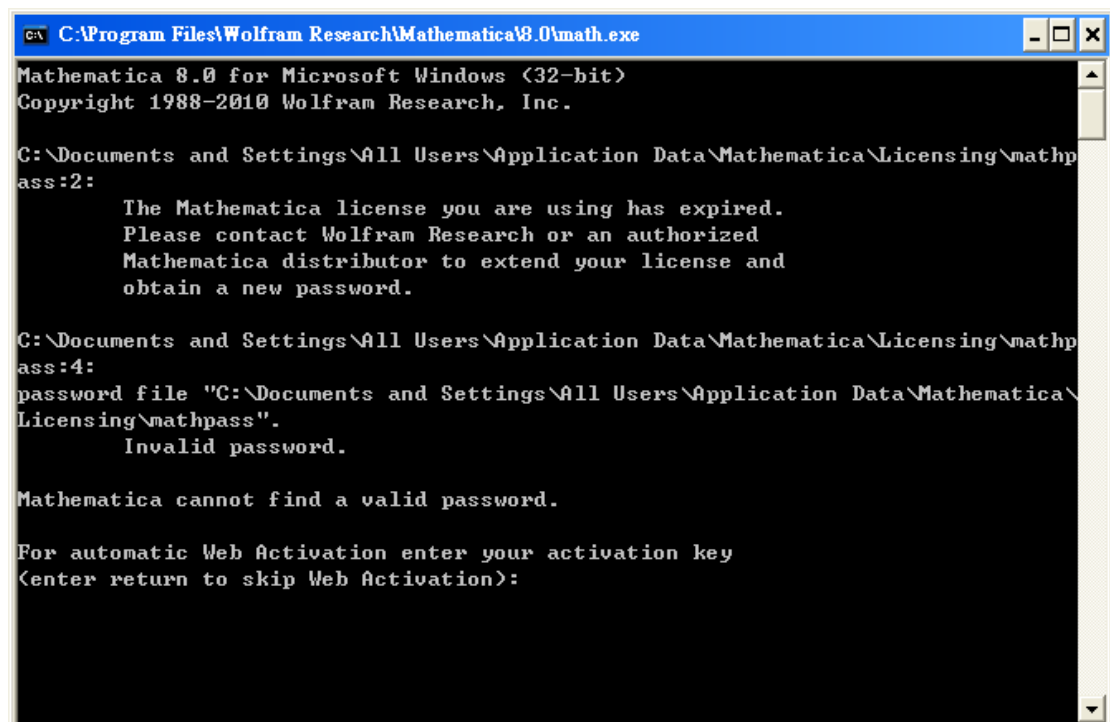 C:\Program Files\Wolfram Research\Mathematica\8.0\math.exe
Mathematica 8.0 for Microsoft Windows (32-bit)
Copyright 1988-2010 Wolfram Research, Inc.
C:\Documents and Settings\All Users\Application Data\Mathematica\Licensing\mathp
ass:2:
The Mathematica license you are using has expired.
Please contact Wolfram Research or an authorized
Mathematica distributor to extend your license and
obtain a new password.
C:\Documents and Settings\All Users\Application Data\Mathematica\Licensing\mathp
ass:4:
password file "C:\Documents and Settings\All Users\Application Data\Mathematica\
Licensing\mathpass".
Invalid password.
Mathematica cannot find a valid password.
For automatic Web Activation enter your activation key
(enter return to skip Web Activation):